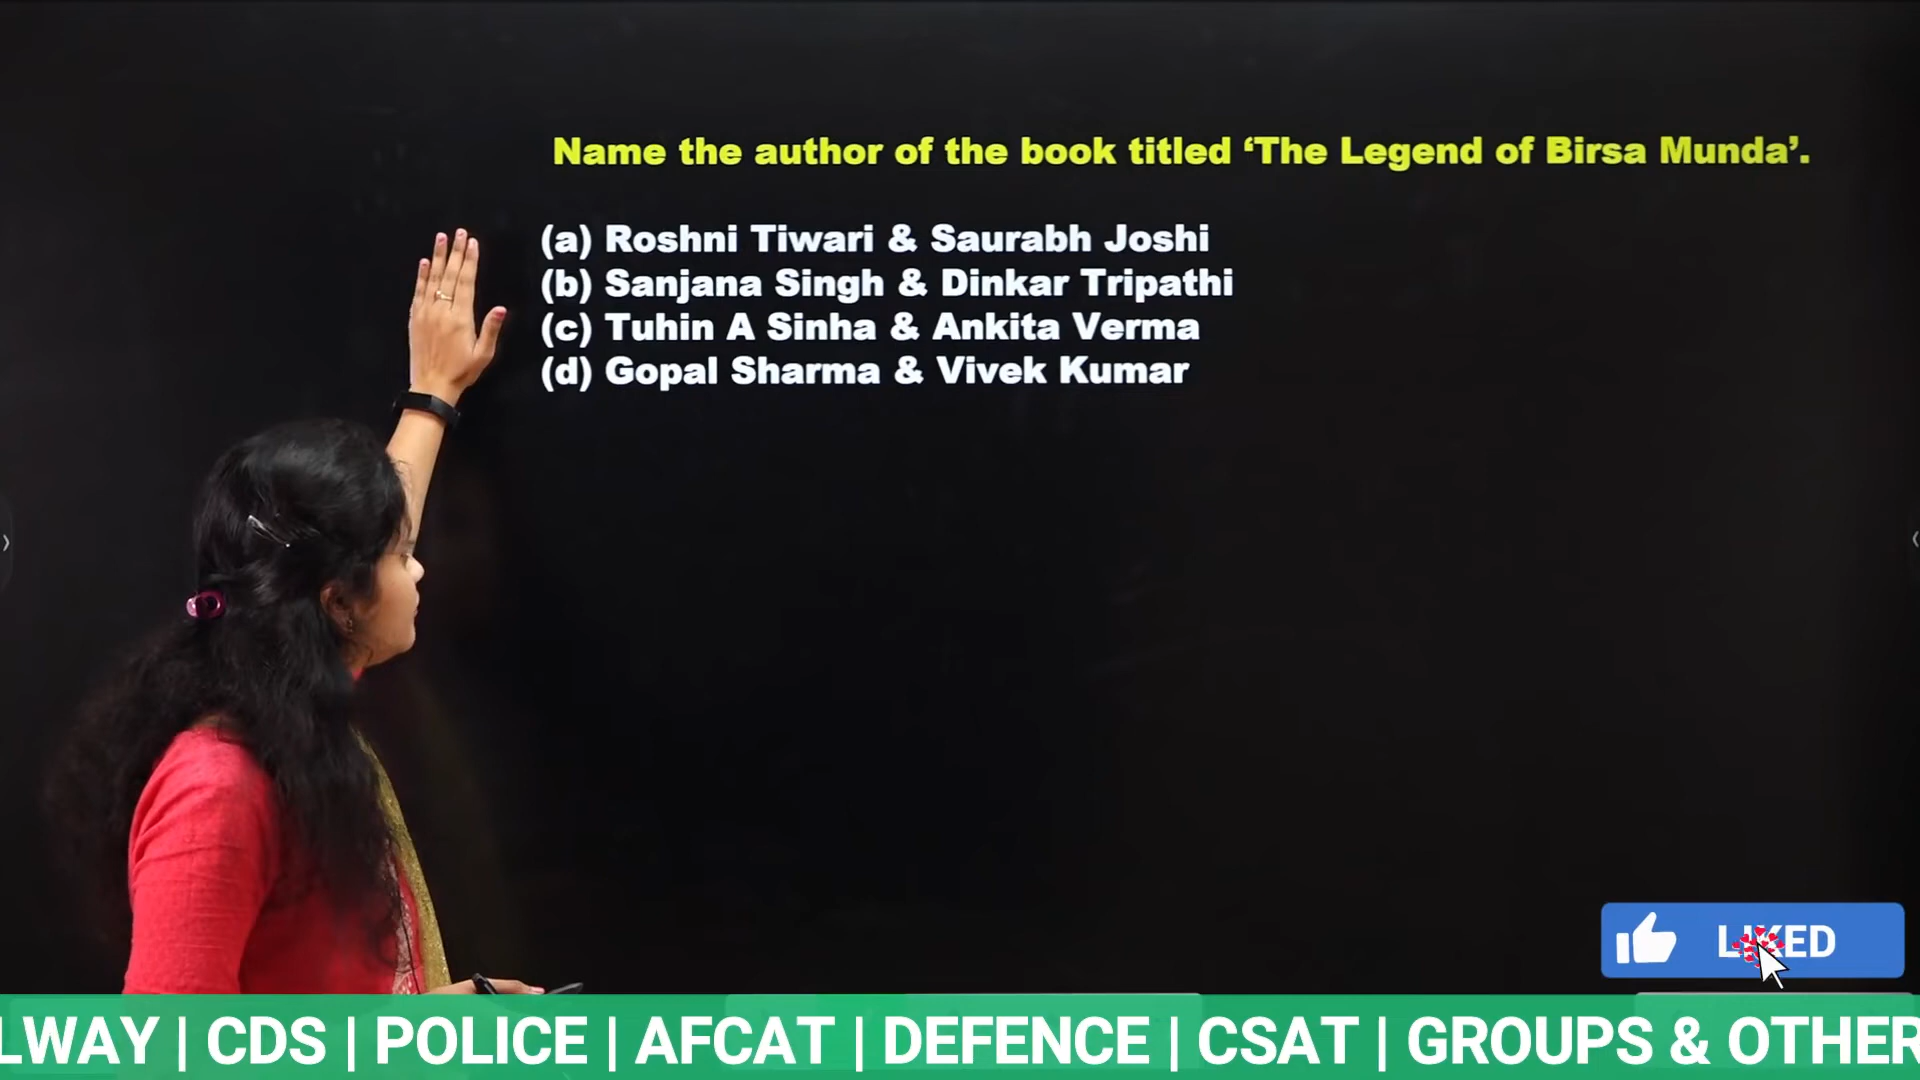 Name the author of the book titled ‘The Legend of Birsa Munda’.
(a) Roshni Tiwari & Saurabh Joshi
(b) Sanjana Singh & Dinkar Tripathi
(c) Tuhin A Sinha & Ankita Verma
(d) Gopal Sharma & Vivek Kumar
LIKED
LWAY | CDS | POLICE | AFCAT | DEFENCE | CSAT | GROUPS & OTHER